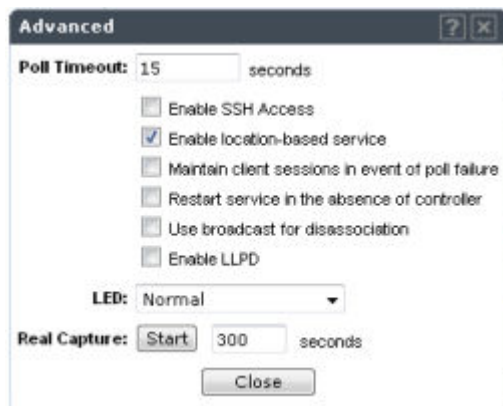 Advanced ? x
Poll Timeout: 15 seconds
Enable SSH Access
Enable location-based service
Maintain client sessions in event of poll failure
Restart service in the absence of controller
Use broadcast for disassociation
Enable LLPD
LED: Normal
Real Capture: Start 300 seconds
Close